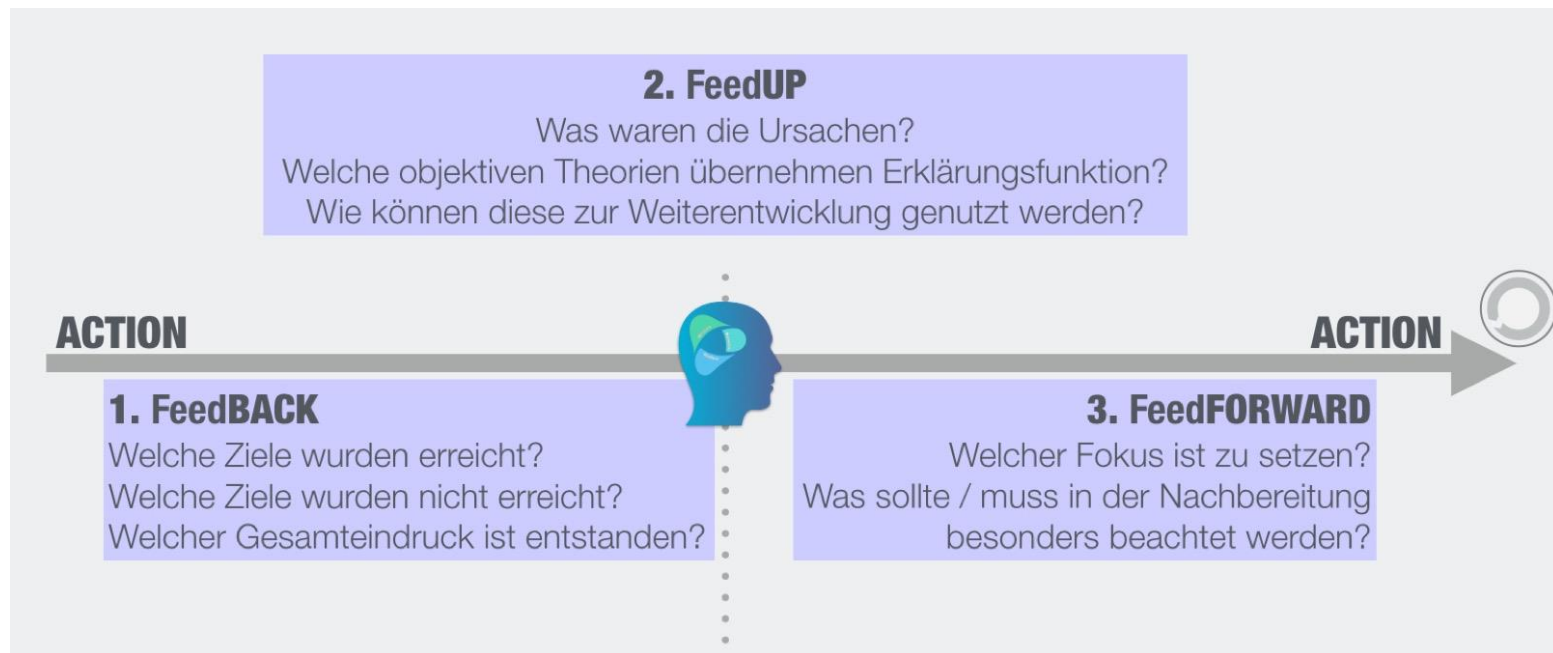 2. FeedUP
Was waren die Ursachen?
Welche objektiven Theorien übernehmen Erklärungsfunktion?
Wie können diese zur Weiterentwicklung genutzt werden?
ACTION
ACTION
1. FeedBACK
Welche Ziele wurden erreicht?
Welche Ziele wurden nicht erreicht?
Welcher Gesamteindruck ist entstanden?
3. FeedFORWARD
Welcher Fokus ist zu setzen?
Was sollte / muss in der Nachbereitung
besonders beachtet werden?